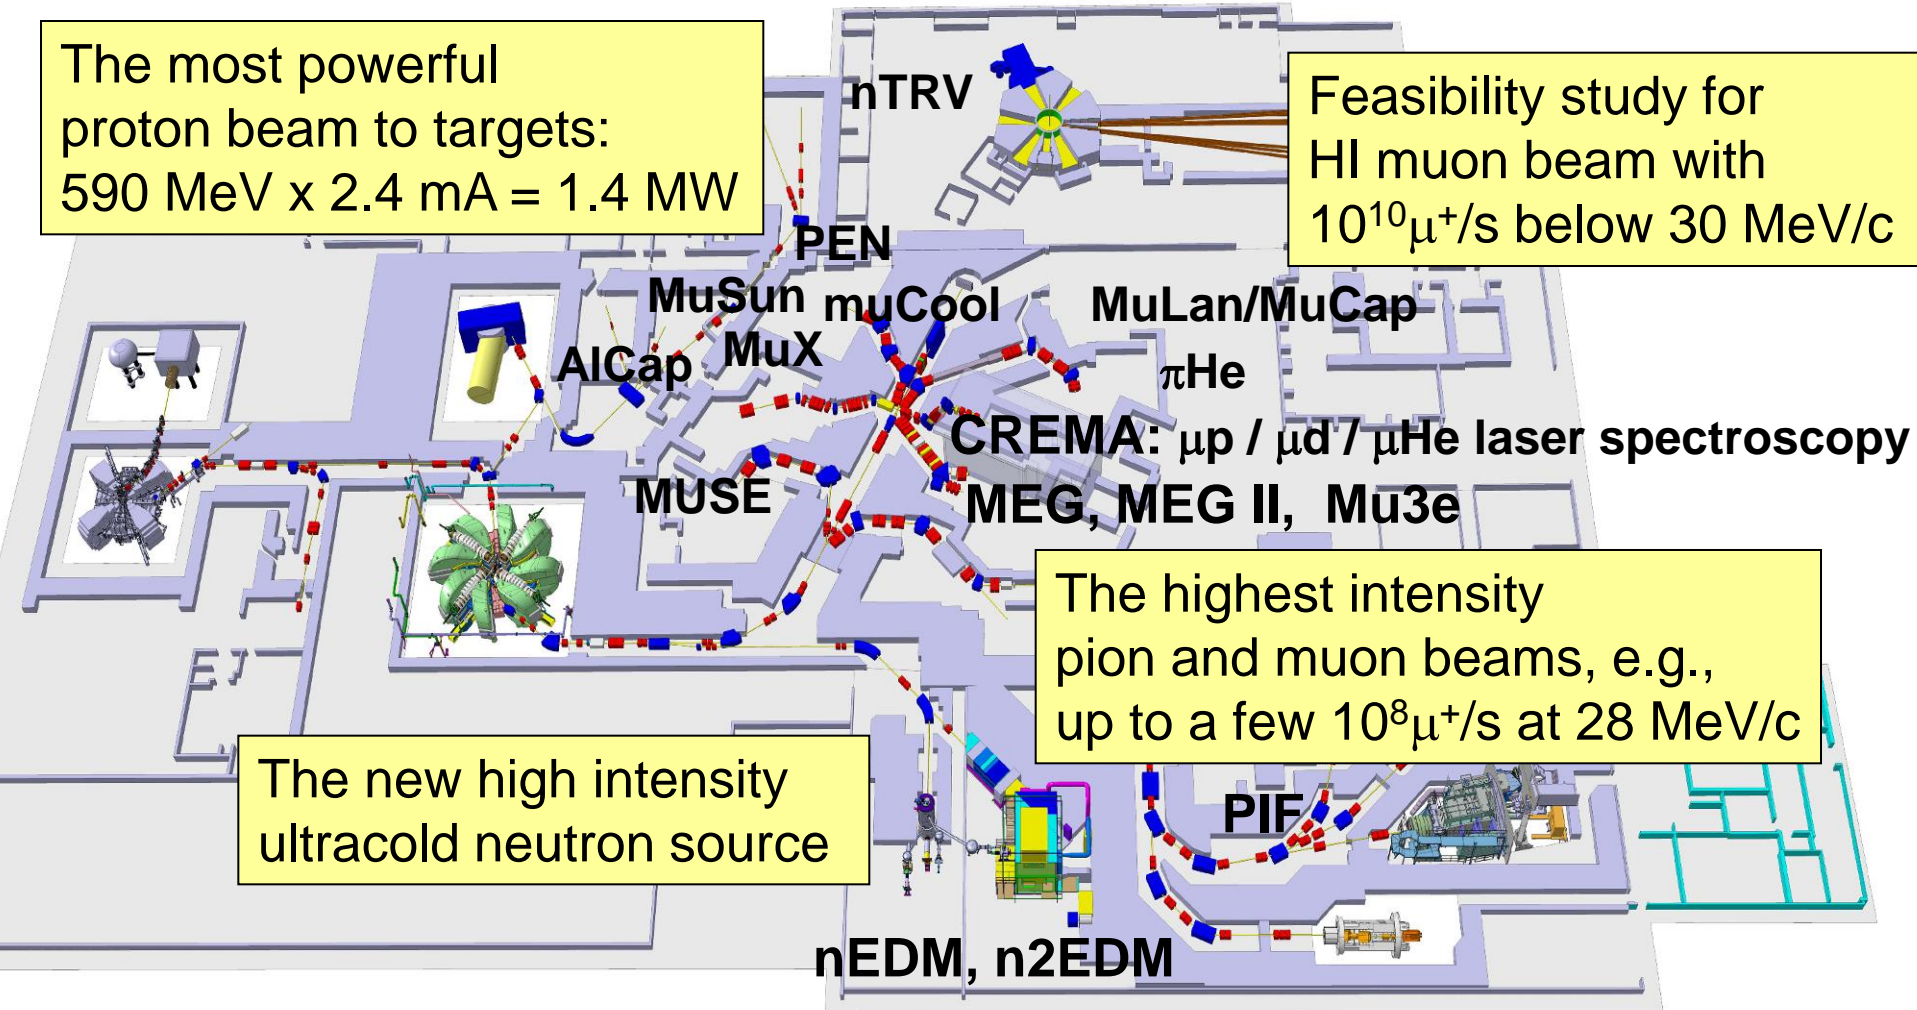 The most powerful
proton beam to targets:
590 MeV x 2.4 mA = 1.4 MW
nTRV
Feasibility study for
HI muon beam with
10¹⁰μ⁺/s below 30 MeV/c
PEN
MuSun
muCool
MuLan/MuCap
AlCap
MuX
πHe
CREMA: μp / μd / μHe laser spectroscopy
MUSE
MEG, MEG II, Mu3e
The highest intensity
pion and muon beams, e.g.,
up to a few 10⁸μ⁺/s at 28 MeV/c
The new high intensity
ultracold neutron source
PIF
nEDM, n2EDM